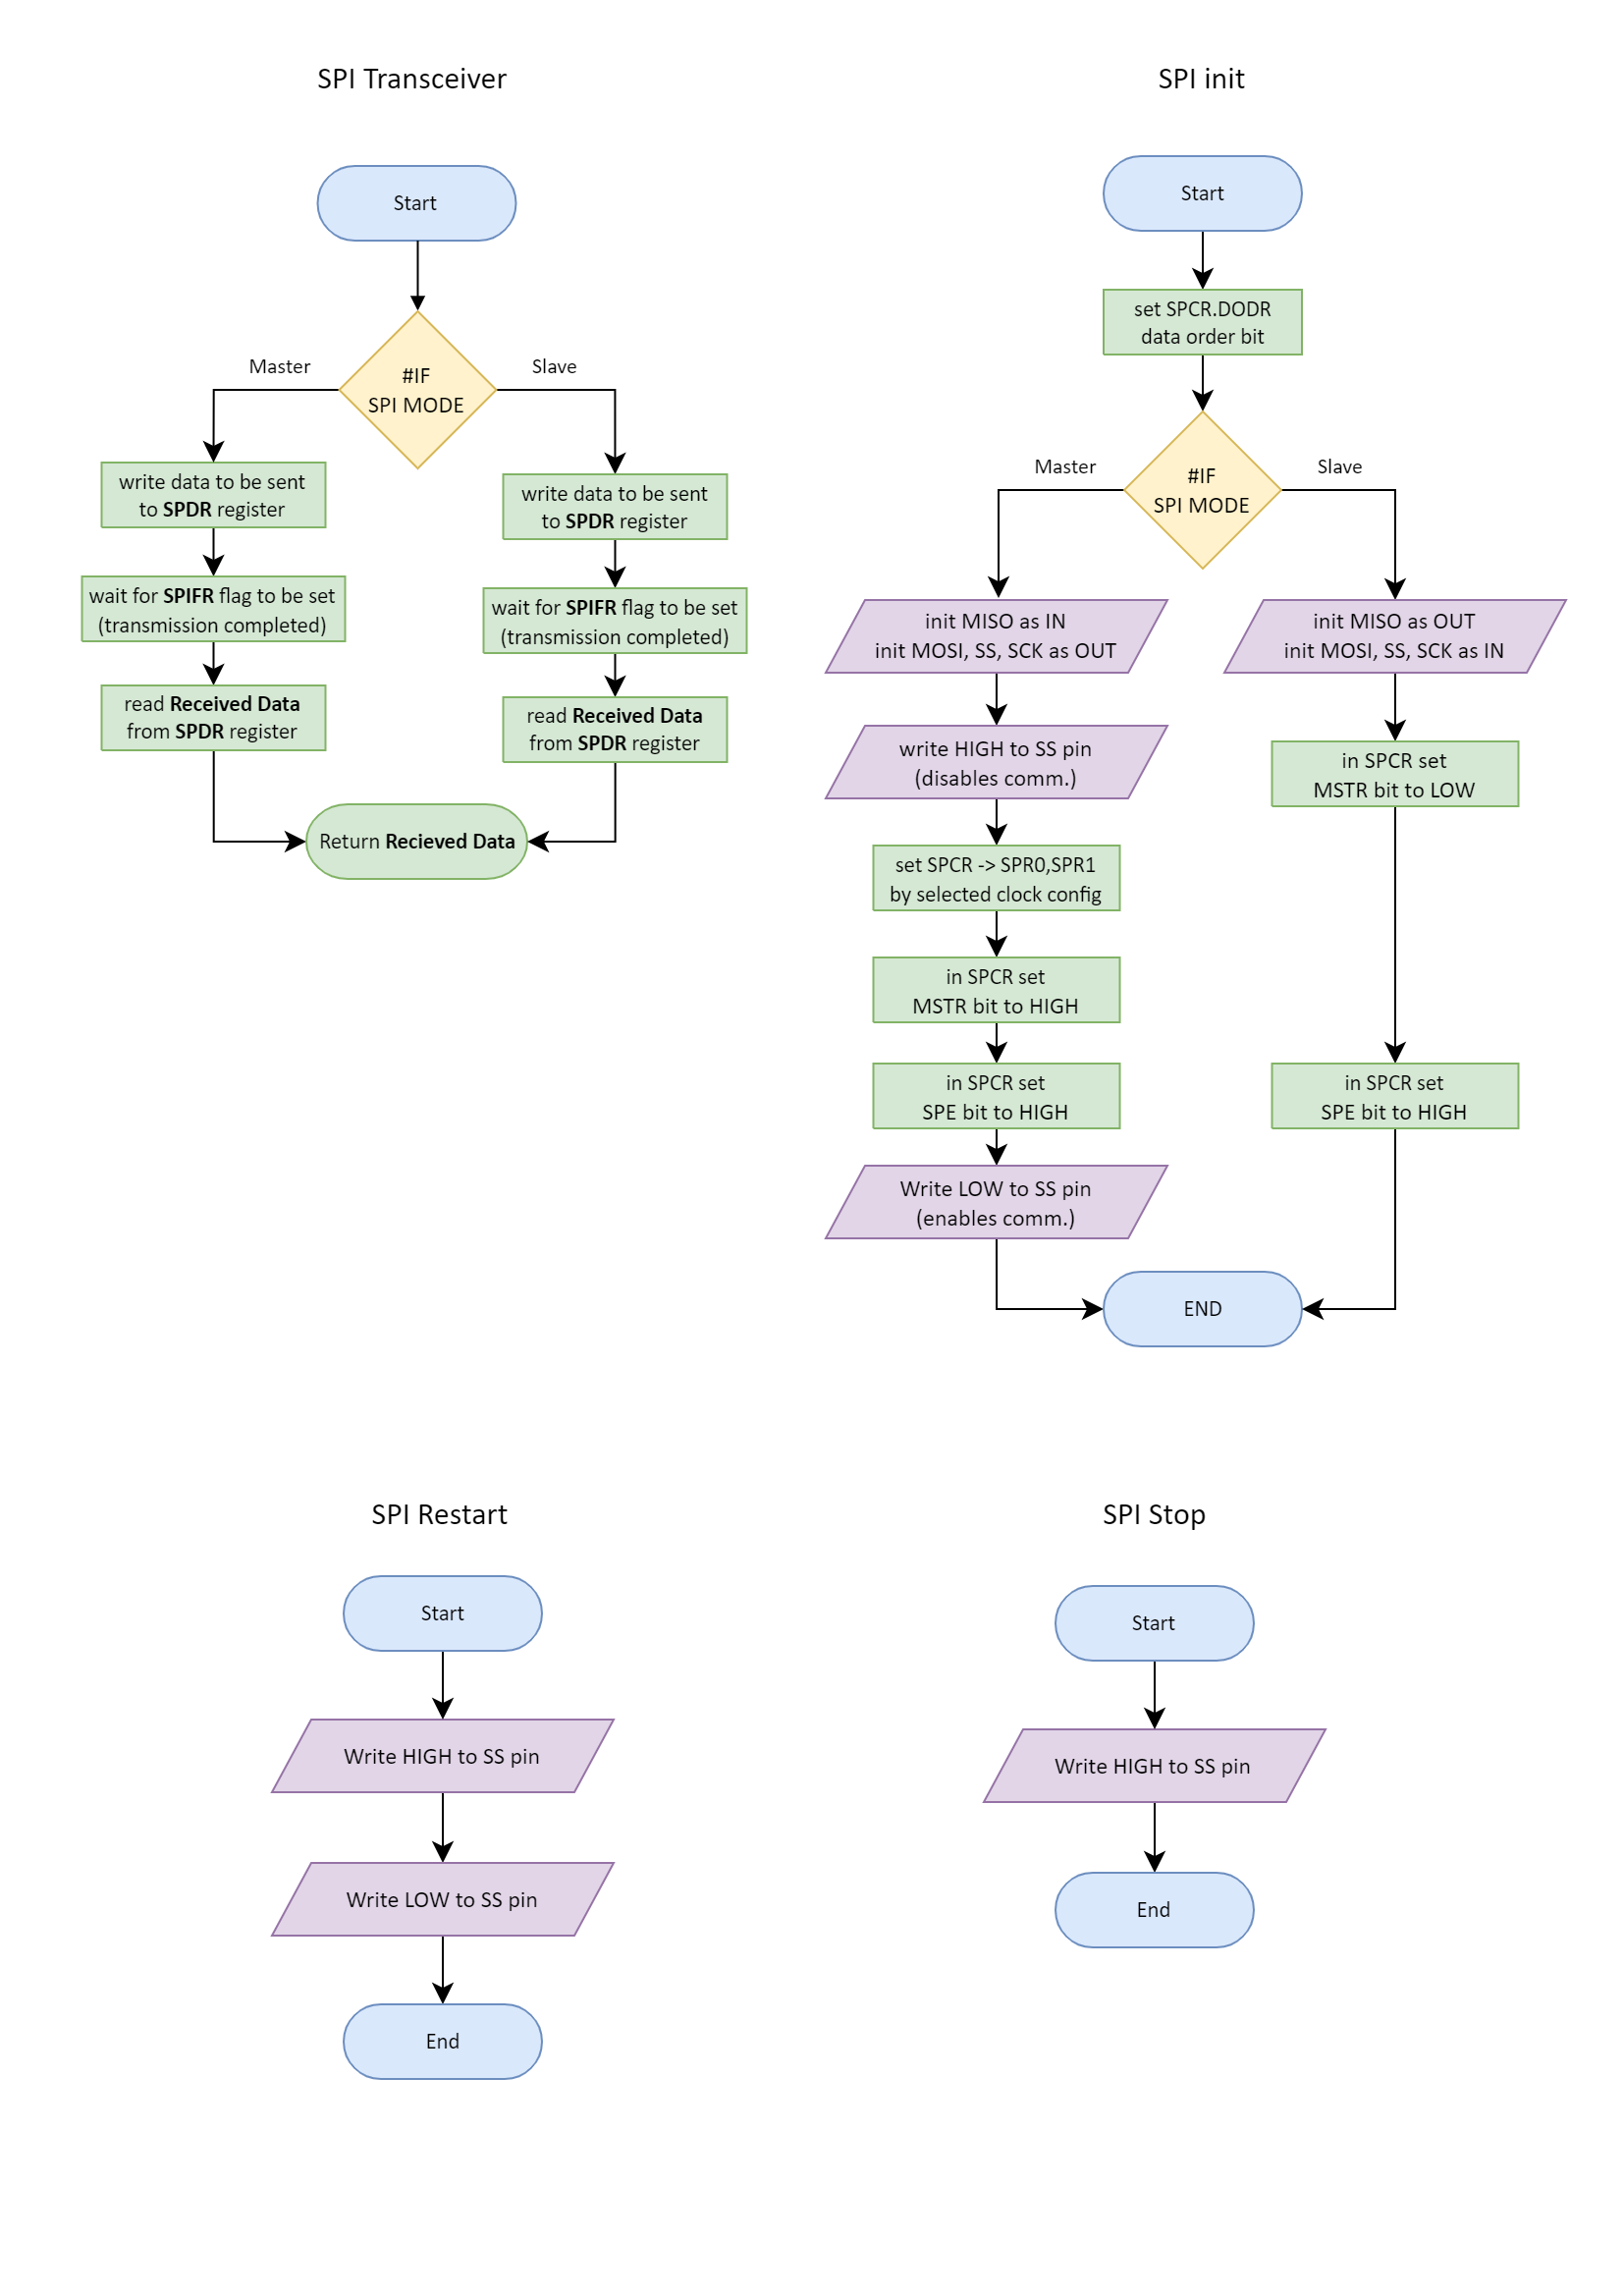 SPI Transceiver
Start
#IF
SPI MODE
Master
Slave
write data to be sent
to SPDR register
wait for SPIFR flag to be set
(transmission completed)
read Received Data
from SPDR register
write data to be sent
to SPDR register
wait for SPIFR flag to be set
(transmission completed)
read Received Data
from SPDR register
Return Recieved Data
SPI init
Start
set SPCR.DODR
data order bit
#IF
SPI MODE
Master
Slave
init MISO as IN
init MOSI, SS, SCK as OUT
write HIGH to SS pin
(disables comm.)
set SPCR -> SPR0,SPR1
by selected clock config
in SPCR set
MSTR bit to HIGH
in SPCR set
SPE bit to HIGH
Write LOW to SS pin
(enables comm.)
init MISO as OUT
init MOSI, SS, SCK as IN
in SPCR set
MSTR bit to LOW
in SPCR set
SPE bit to HIGH
END
SPI Restart
Start
Write HIGH to SS pin
Write LOW to SS pin
End
SPI Stop
Start
Write HIGH to SS pin
End